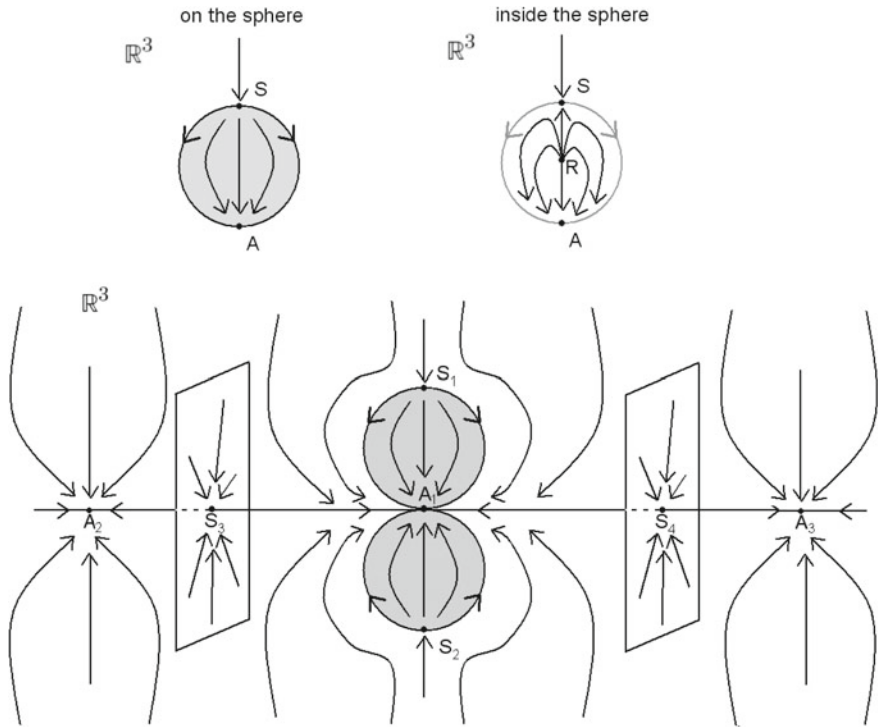 on the sphere
inside the sphere
ℝ³
ℝ³
S
S
R
A
A
ℝ³
S₁
A₁
A₂
S₃
S₄
A₃
S₂